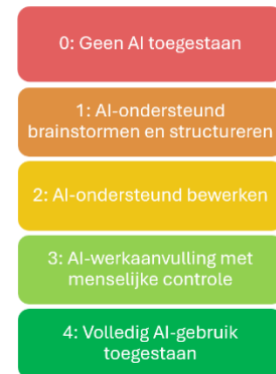 0: Geen AI toegestaan
1: AI-ondersteund
brainstormen en structureren
2: AI-ondersteund bewerken
3: AI-werkaanvulling met
menselijke controle
4: Volledig AI-gebruik
toegestaan